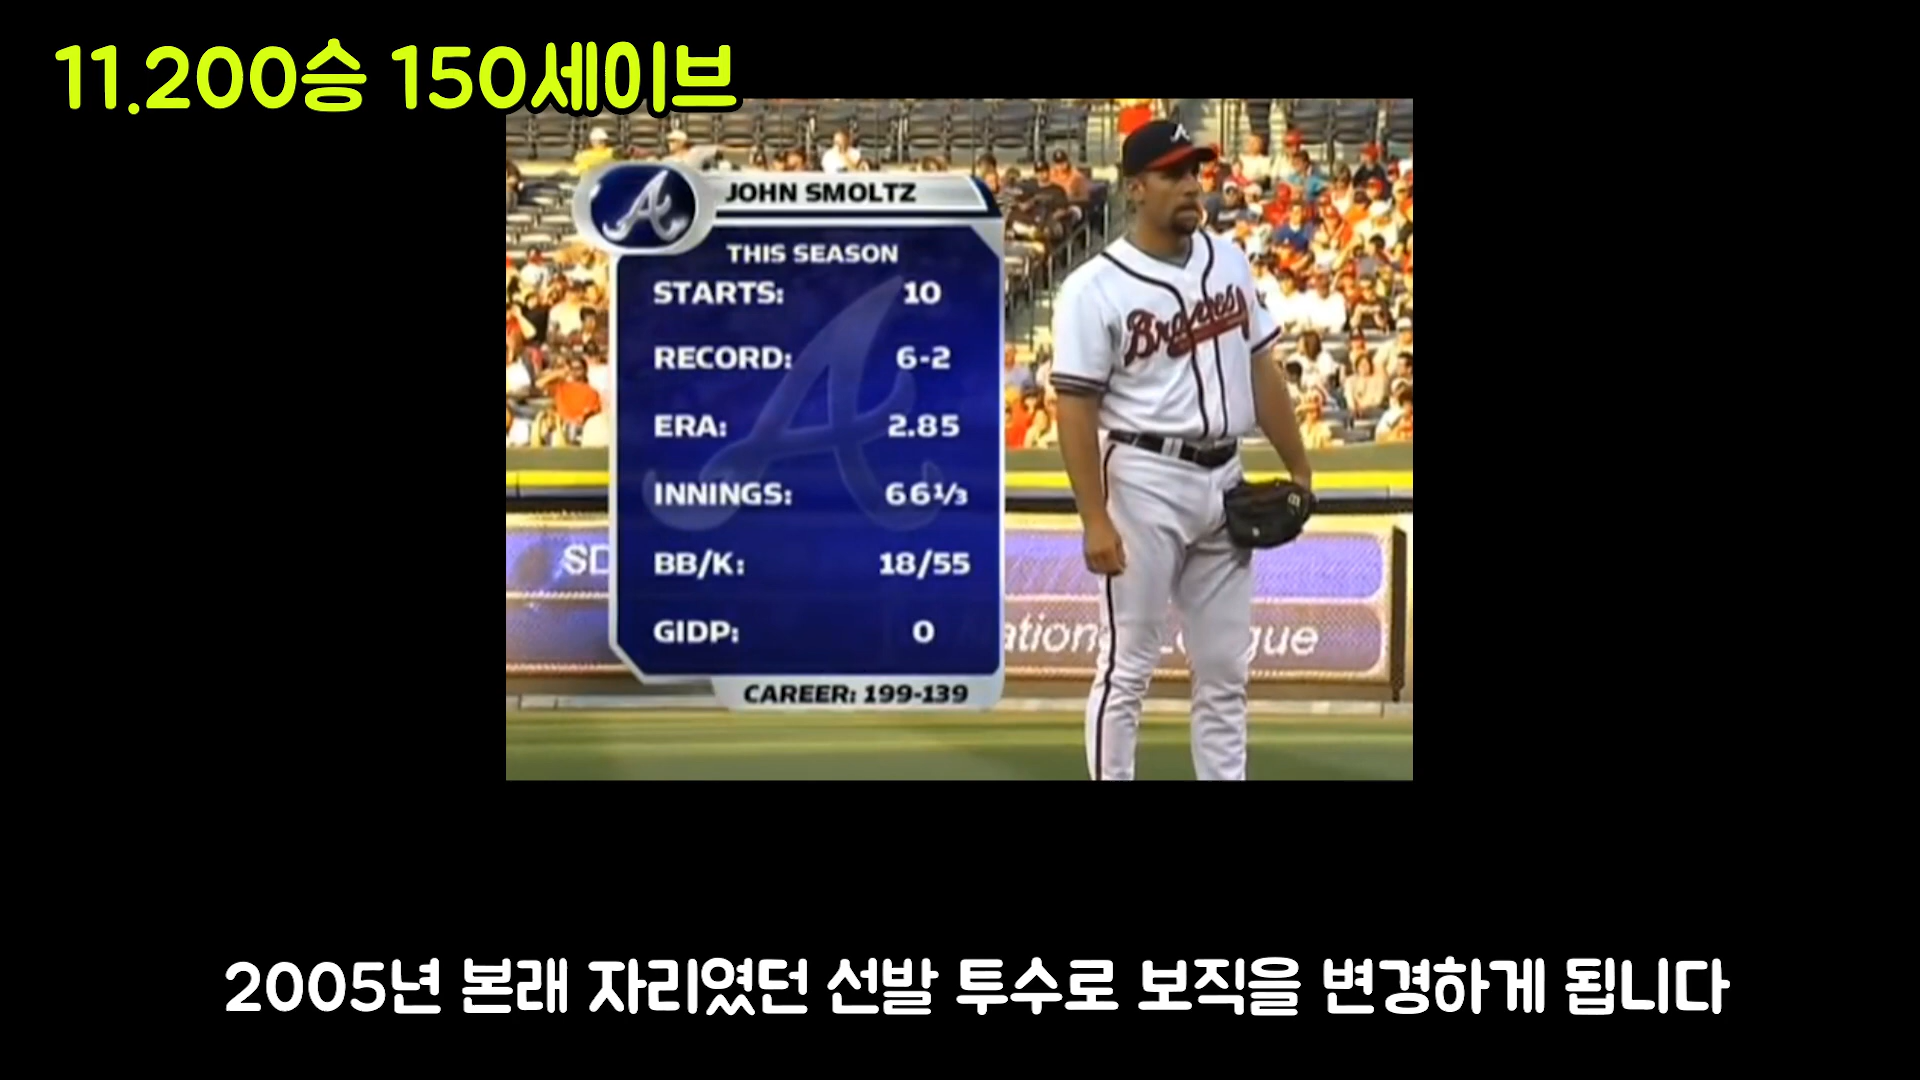 11.200승 150세이브
JOHN SMOLTZ
THIS SEASON
STARTS: 10
RECORD: 6-2
ERA: 2.85
INNINGS: 66⅓
BB/K: 18/55
GIDP: 0
CAREER: 199-139
Braves
2005년 본래 자리였던 선발 투수로 보직을 변경하게 됩니다